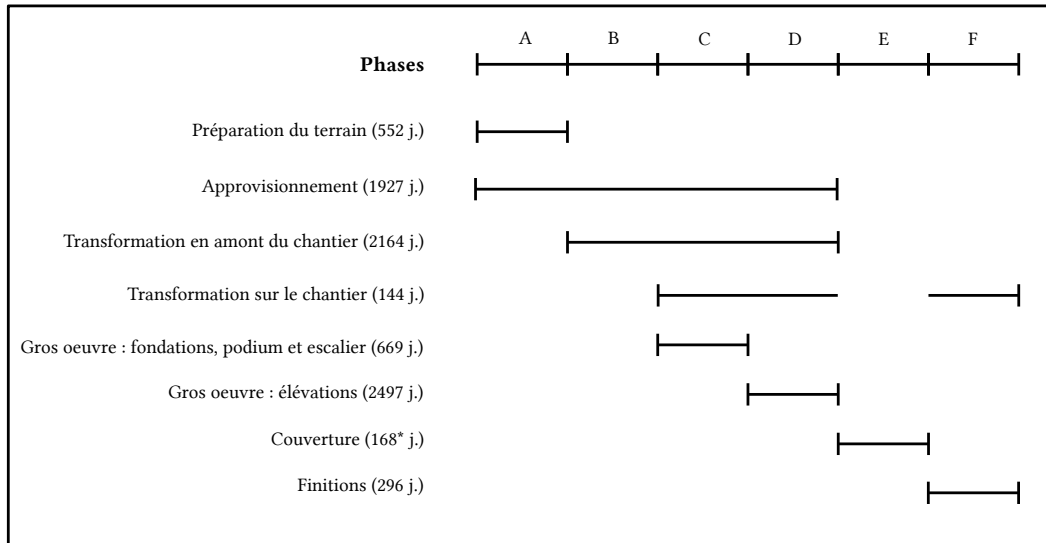 A B C D E F
Phases
Préparation du terrain (552 j.)
Approvisionnement (1927 j.)
Transformation en amont du chantier (2164 j.)
Transformation sur le chantier (144 j.)
Gros oeuvre : fondations, podium et escalier (669 j.)
Gros oeuvre : élévations (2497 j.)
Couverture (168* j.)
Finitions (296 j.)